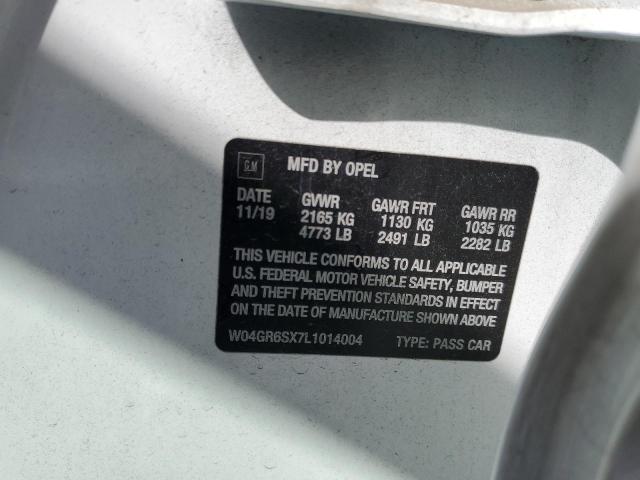 GM MFD BY OPEL
DATE GVWR GAWR FRT GAWR RR
11/19 2165 KG 1130 KG 1035 KG
4773 LB 2491 LB 2282 LB
THIS VEHICLE CONFORMS TO ALL APPLICABLE
U.S. FEDERAL MOTOR VEHICLE SAFETY, BUMPER
AND THEFT PREVENTION STANDARDS IN EFFECT
ON THE DATE OF MANUFACTURE SHOWN ABOVE
W04GR6SX7L1014004 TYPE: PASS CAR